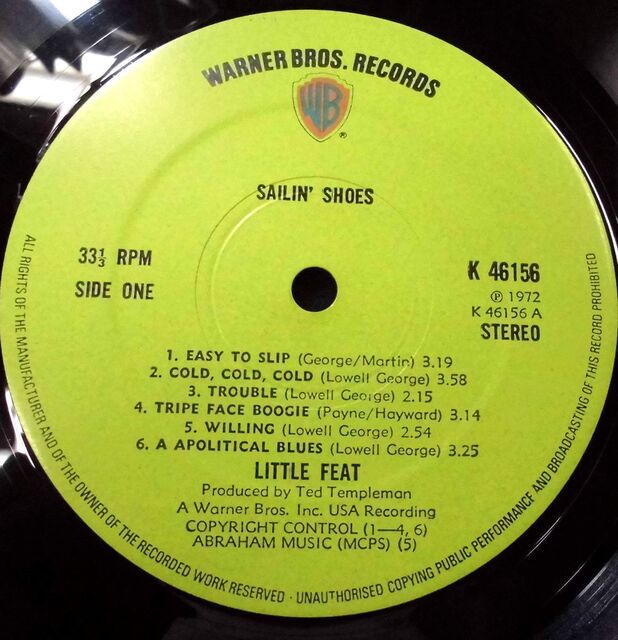 WARNER BROS. RECORDS
WB
®
SAILIN' SHOES
33⅓ RPM
SIDE ONE
K 46156
Ⓟ 1972
K 46156 A
STEREO
1. EASY TO SLIP (George/Martin) 3.19
2. COLD, COLD, COLD (Lowell George) 3.58
3. TROUBLE (Lowell George) 2.15
4. TRIPE FACE BOOGIE (Payne/Hayward) 3.14
5. WILLING (Lowell George) 2.54
6. A APOLITICAL BLUES (Lowell George) 3.25
LITTLE FEAT
Produced by Ted Templeman
A Warner Bros. Inc. USA Recording
COPYRIGHT CONTROL (1—4, 6)
ABRAHAM MUSIC (MCPS) (5)
ALL RIGHTS OF THE MANUFACTURER AND OF THE OWNER OF THE RECORDED WORK RESERVED · UNAUTHORISED COPYING PUBLIC PERFORMANCE AND BROADCASTING OF THIS RECORD PROHIBITED